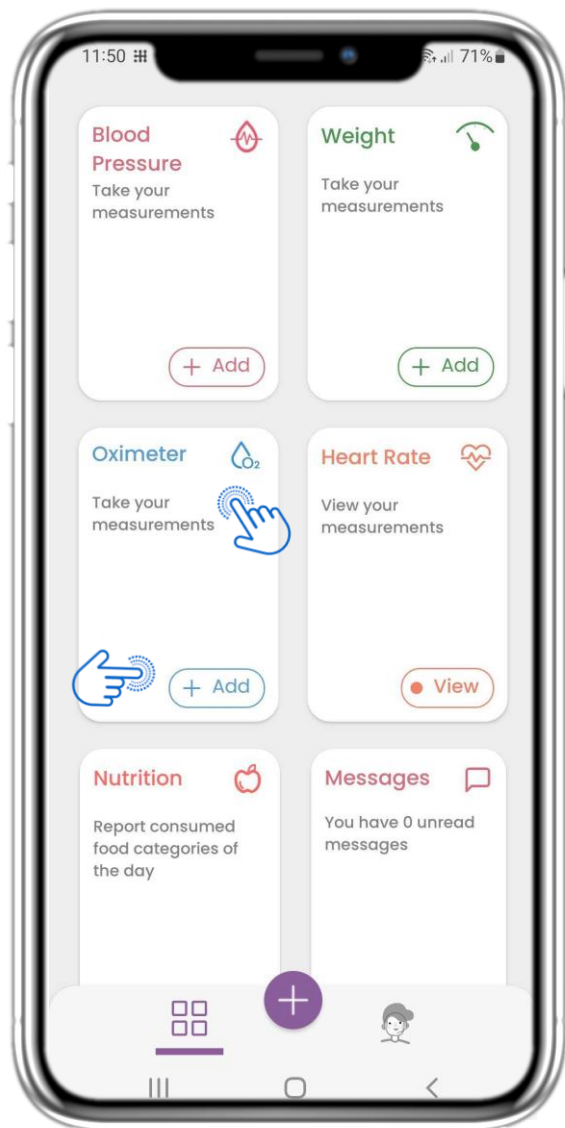 11:50
71%
Blood
Pressure
Take your
measurements
+ Add
Weight
Take your
measurements
+ Add
Oximeter
O2
Take your
measurements
+ Add
Heart Rate
View your
measurements
View
Nutrition
Report consumed
food categories of
the day
Messages
You have 0 unread
messages